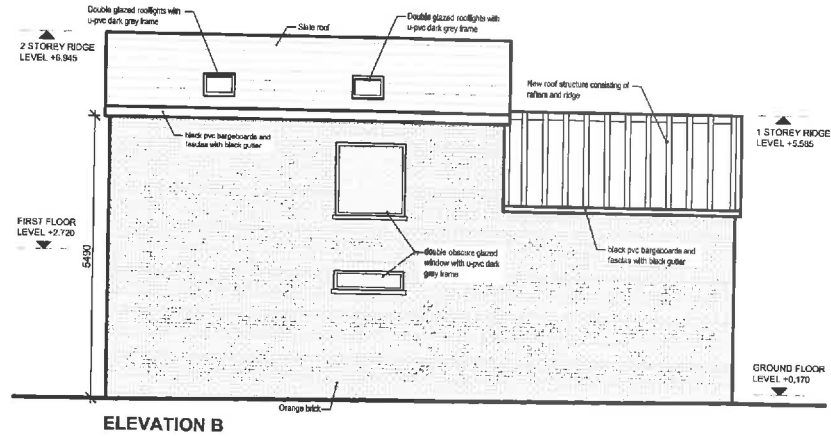 Double glazed rooflights with
u-pvc dark grey frame
Slate roof
Double glazed rooflights with
u-pvc dark grey frame
2 STOREY RIDGE
LEVEL +6.945
New roof structure consisting of
rafters and ridge
1 STOREY RIDGE
LEVEL +5.585
black pvc bargeboards and
fascias with black gutter
FIRST FLOOR
LEVEL +2.720
5490
double obscure glazed
window with u-pvc dark
grey frame
black pvc bargeboards and
fascias with black gutter
GROUND FLOOR
LEVEL +0,170
Orange brick
ELEVATION B